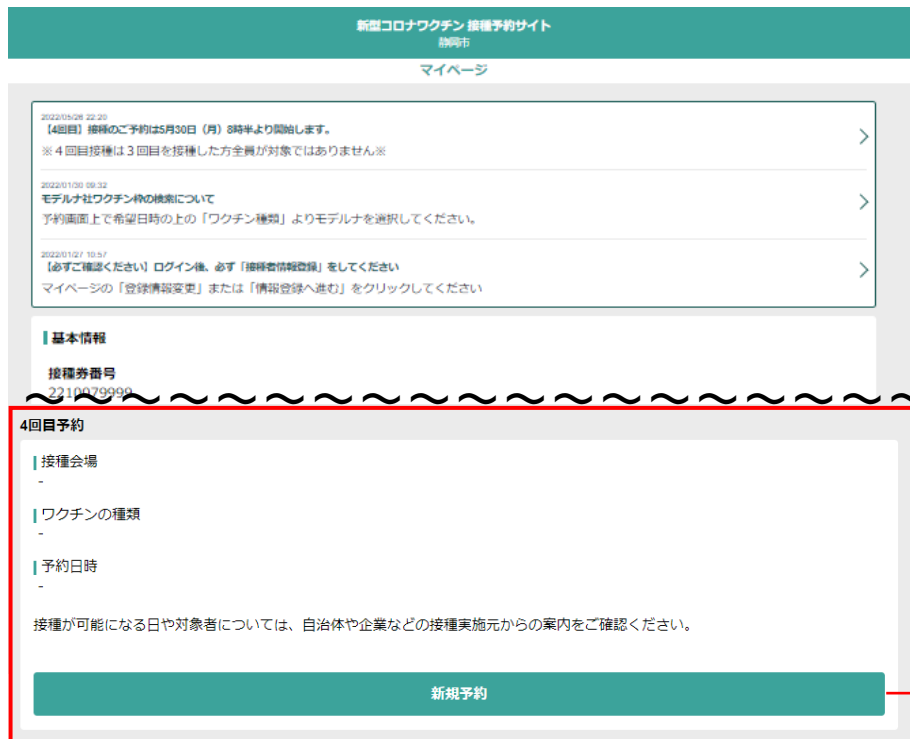 新型コロナワクチン 接種予約サイト
静岡市
マイページ
2022/05/28 22:20
【4回目】接種のご予約は5月30日（月）8時半より開始します。
※４回目接種は３回目を接種した方全員が対象ではありません※
2022/01/30 09:32
モデルナ社ワクチン枠の検索について
予約画面上で希望日時の上の「ワクチン種類」よりモデルナを選択してください。
2022/01/27 10:57
【必ずご確認ください】ログイン後、必ず「接種者情報登録」をしてください
マイページの「登録情報変更」または「情報登録へ進む」をクリックしてください
基本情報
接種券番号
2210079999
4回目予約
接種会場
-
ワクチンの種類
-
予約日時
-
接種が可能になる日や対象者については、自治体や企業などの接種実施元からの案内をご確認ください。
新規予約